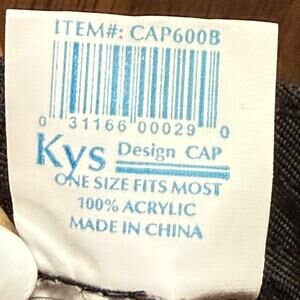 ITEM#: CAP600B
0 31166 00029 0
Kys Design CAP
ONE SIZE FITS MOST
100% ACRYLIC
MADE IN CHINA